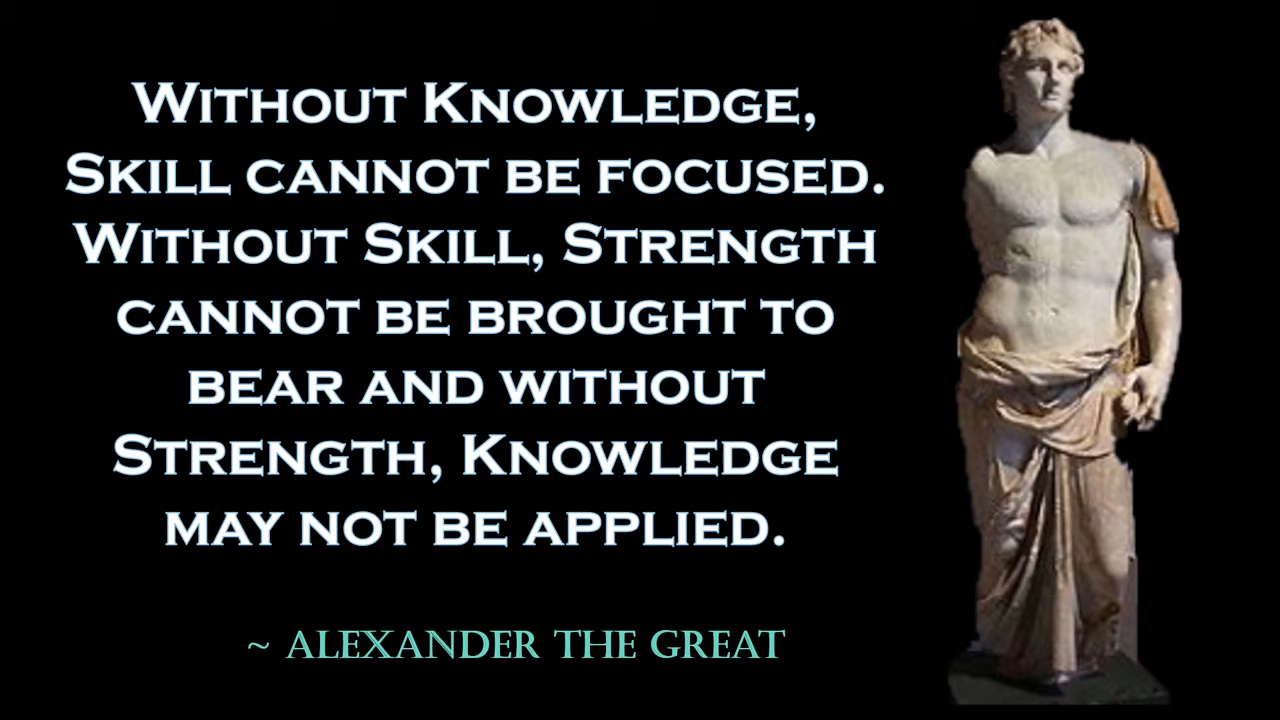 Without Knowledge,
Skill cannot be focused.
Without Skill, Strength
cannot be brought to
bear and without
Strength, Knowledge
may not be applied.
~ Alexander the Great